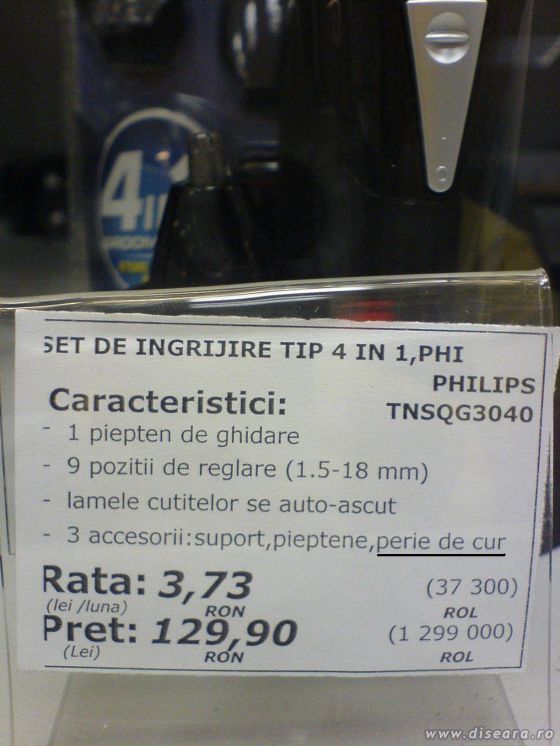 4 IN
SET DE INGRIJIRE TIP 4 IN 1,PHI
PHILIPS
Caracteristici:
TNSQG3040
- 1 piepten de ghidare
- 9 pozitii de reglare (1.5-18 mm)
- lamele cutitelor se auto-ascut
- 3 accesorii:suport,pieptene,perie de cur
Rata: 3,73 (37 300)
(lei /luna) RON ROL
Pret: 129,90 (1 299 000)
(Lei) RON ROL
www.diseara.ro